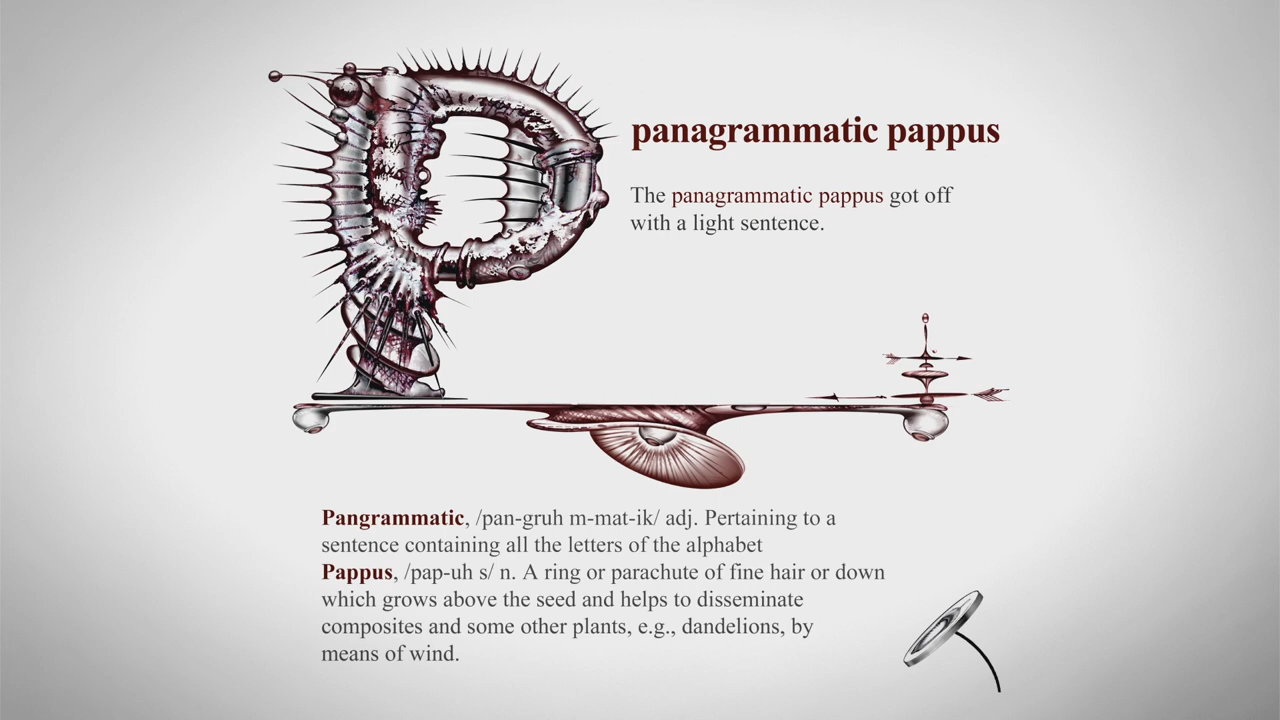 P
panagrammatic pappus
The panagrammatic pappus got off
with a light sentence.
Pangrammatic, /pan-gruh m-mat-ik/ adj. Pertaining to a
sentence containing all the letters of the alphabet
Pappus, /pap-uh s/ n. A ring or parachute of fine hair or down
which grows above the seed and helps to disseminate
composites and some other plants, e.g., dandelions, by
means of wind.